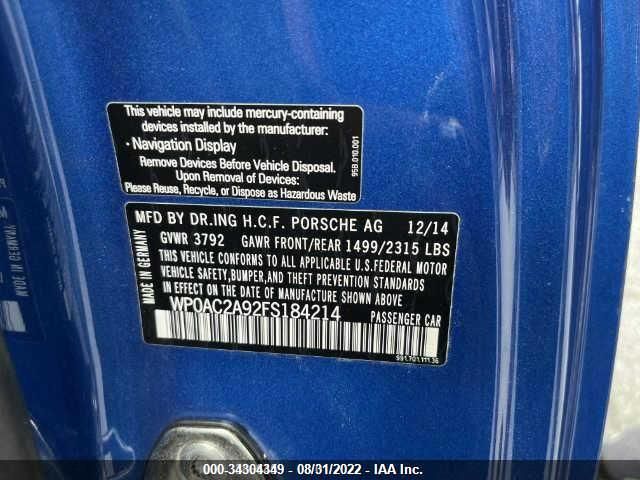 This vehicle may include mercury-containing
devices installed by the manufacturer:
· Navigation Display
Remove Devices Before Vehicle Disposal.
Upon Removal of Devices:
Please Reuse, Recycle, or Dispose as Hazardous Waste
95B.010.001
MFD BY DR.ING H.C.F. PORSCHE AG 12/14
GVWR 3792 GAWR FRONT/REAR 1499/2315 LBS
THIS VEHICLE CONFORMS TO ALL APPLICABLE U.S.FEDERAL MOTOR
VEHICLE SAFETY,BUMPER,AND THEFT PREVENTION STANDARDS
IN EFFECT ON THE DATE OF MANUFACTURE SHOWN ABOVE.
WP0AC2A92FS184214 PASSENGER CAR
MADE IN GERMANY
991.701.111.36
000-34304349 - 08/31/2022 - IAA Inc.